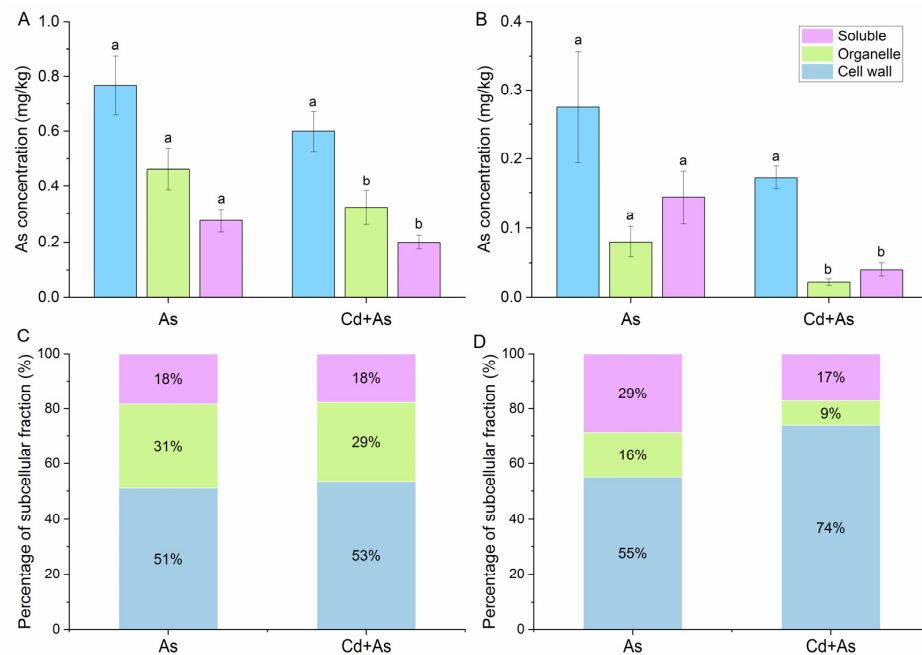 A
As concentration (mg/kg)
1.0
0.8
0.6
0.4
0.2
0.0
a
a
a
a
b
b
As
Cd+As
B
As concentration (mg/kg)
0.4
0.3
0.2
0.1
0.0
a
a
a
a
b
b
As
Cd+As
Soluble
Organelle
Cell wall
C
Percentage of subcellular fraction (%)
100
80
60
40
20
0
18%
31%
51%
18%
29%
53%
As
Cd+As
D
Percentage of subcellular fraction (%)
100
80
60
40
20
0
29%
16%
55%
17%
9%
74%
As
Cd+As